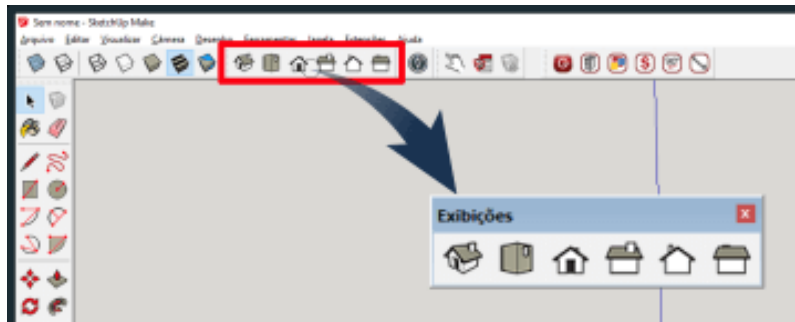 Sem nome - SketchUp Make
Arquivo Editar Visualizar Câmera Desenho Ferramentas Janela Extensões Ajuda
Exibições